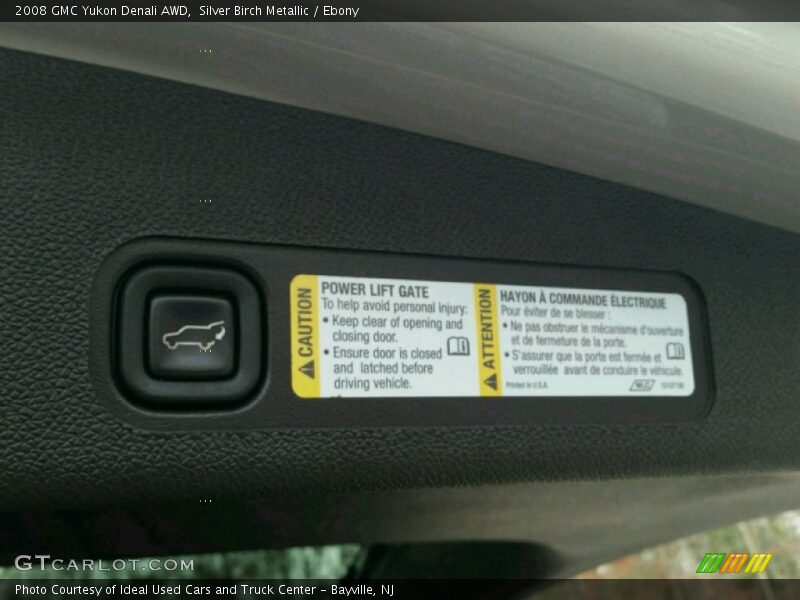 2008 GMC Yukon Denali AWD, Silver Birch Metallic / Ebony
CAUTION
POWER LIFT GATE
To help avoid personal injury:
• Keep clear of opening and
closing door.
• Ensure door is closed
and latched before
driving vehicle.
ATTENTION
HAYON À COMMANDE ÉLECTRIQUE
Pour éviter de se blesser :
• Ne pas obstruer le mécanisme d'ouverture
et de fermeture de la porte.
• S'assurer que la porte est fermée et
verrouillée avant de conduire le véhicule.
Printed in U.S.A.
GTCARLOT.COM
Photo Courtesy of Ideal Used Cars and Truck Center - Bayville, NJ